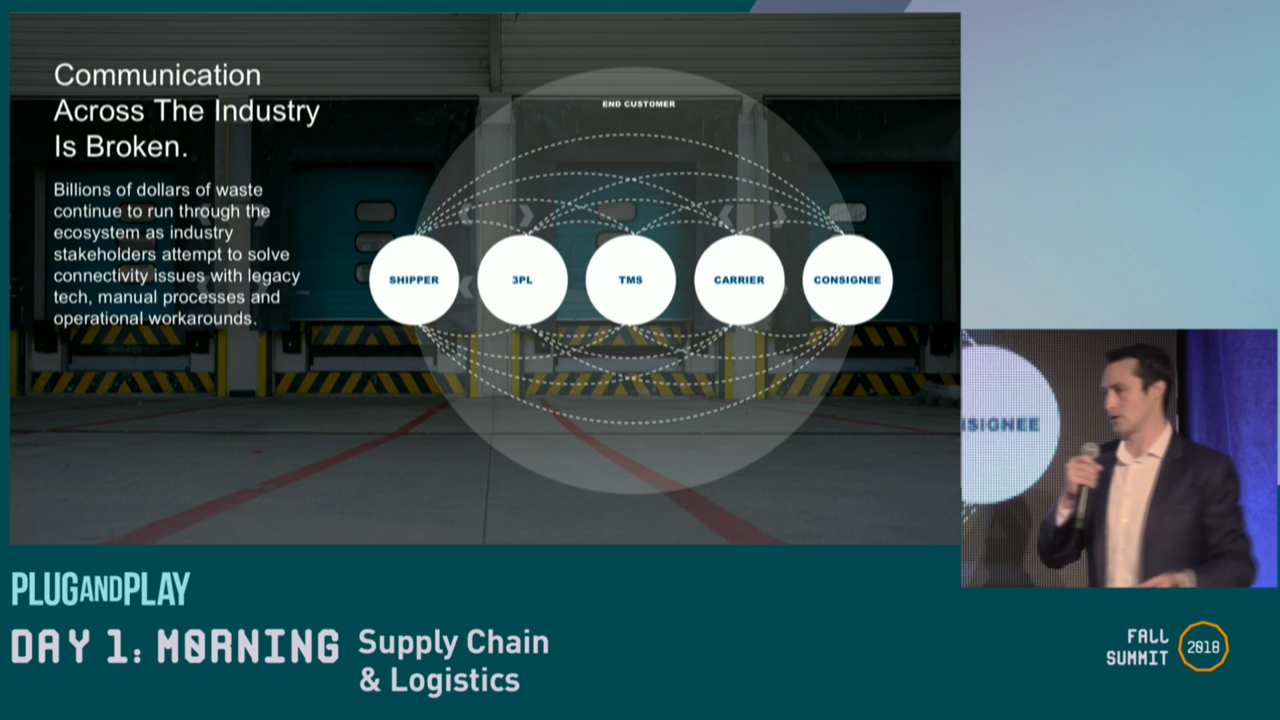 Communication
Across The Industry
Is Broken.
Billions of dollars of waste
continue to run through the
ecosystem as industry
stakeholders attempt to solve
connectivity issues with legacy
tech, manual processes and
operational workarounds.
END CUSTOMER
SHIPPER
3PL
TMS
CARRIER
CONSIGNEE
NSIGNEE
PLUGANDPLAY
DAY 1: MORNING
Supply Chain
& Logistics
FALL
SUMMIT
2018